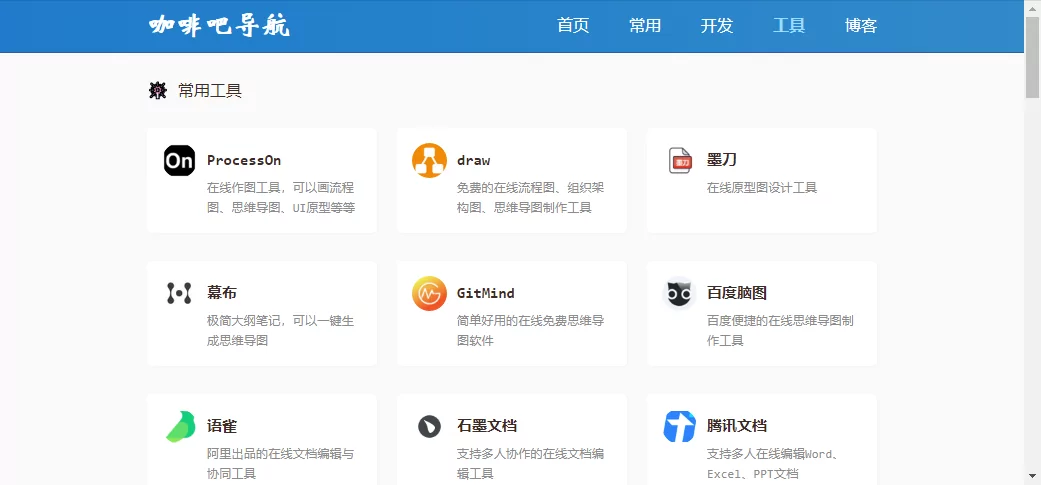 咖啡吧导航
首页 常用 开发 工具 博客
常用工具
On
ProcessOn
在线作图工具，可以画流程
图、思维导图、UI原型等等
draw
免费的在线流程图、组织架
构图、思维导图制作工具
墨刀
墨刀
在线原型图设计工具
幕布
极简大纲笔记，可以一键生
成思维导图
GitMind
简单好用的在线免费思维导
图软件
百度脑图
百度便捷的在线思维导图制
作工具
语雀
阿里出品的在线文档编辑与
协同工具
石墨文档
支持多人协作的在线文档编
辑工具
腾讯文档
支持多人在线编辑Word、
Excel、PPT文档